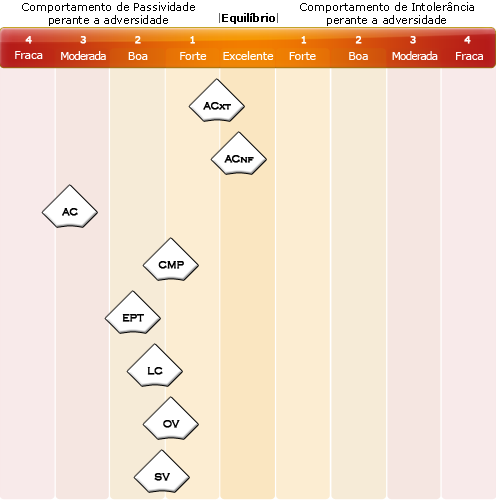 Comportamento de Passividade
perante a adversidade
|Equilíbrio|
Comportamento de Intolerância
perante a adversidade
4 3 2 1 1 2 3 4
Fraca Moderada Boa Forte Excelente Forte Boa Moderada Fraca
ACXT
ACNF
AC
CMP
EPT
LC
OV
SV